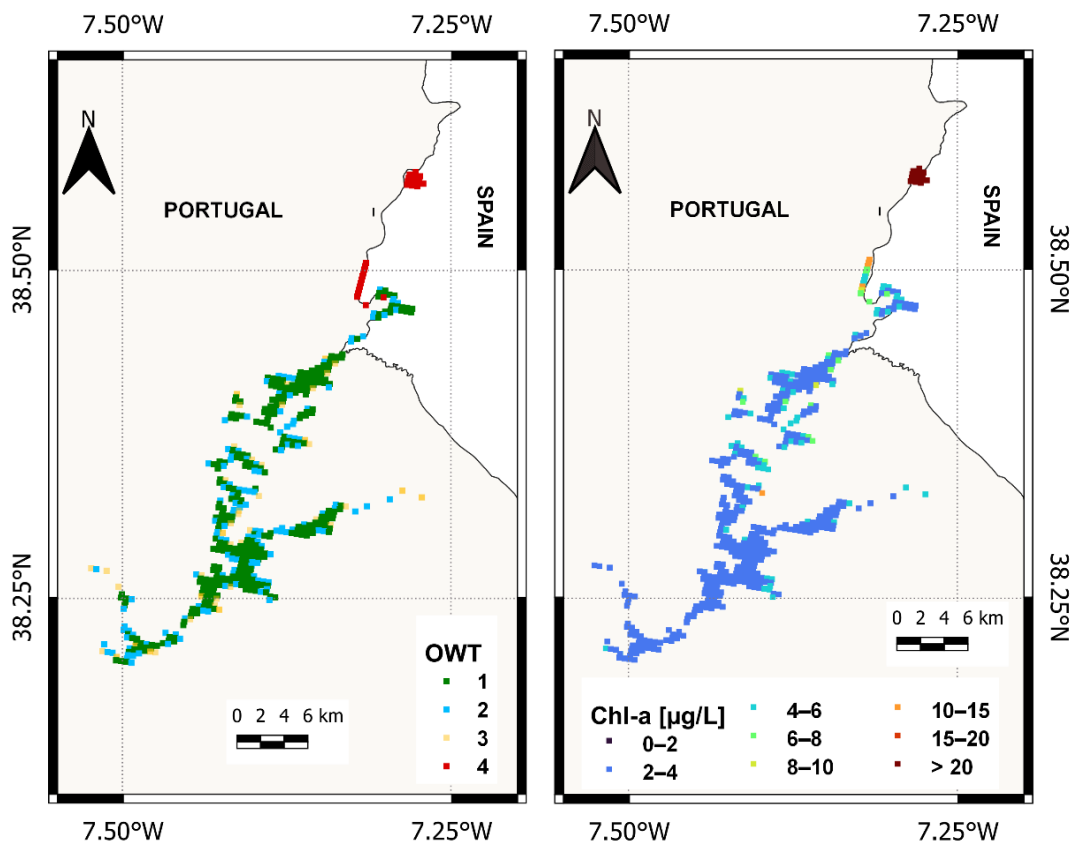 7.50°W 7.25°W 7.50°W 7.25°W
N
PORTUGAL
SPAIN
38.50°N
38.25°N
OWT
1
2
3
4
0 2 4 6 km
N
PORTUGAL
SPAIN
38.50°N
38.25°N
0 2 4 6 km
Chl-a [µg/L]
0–2
2–4
4–6
6–8
8–10
10–15
15–20
> 20
7.50°W 7.25°W 7.50°W 7.25°W